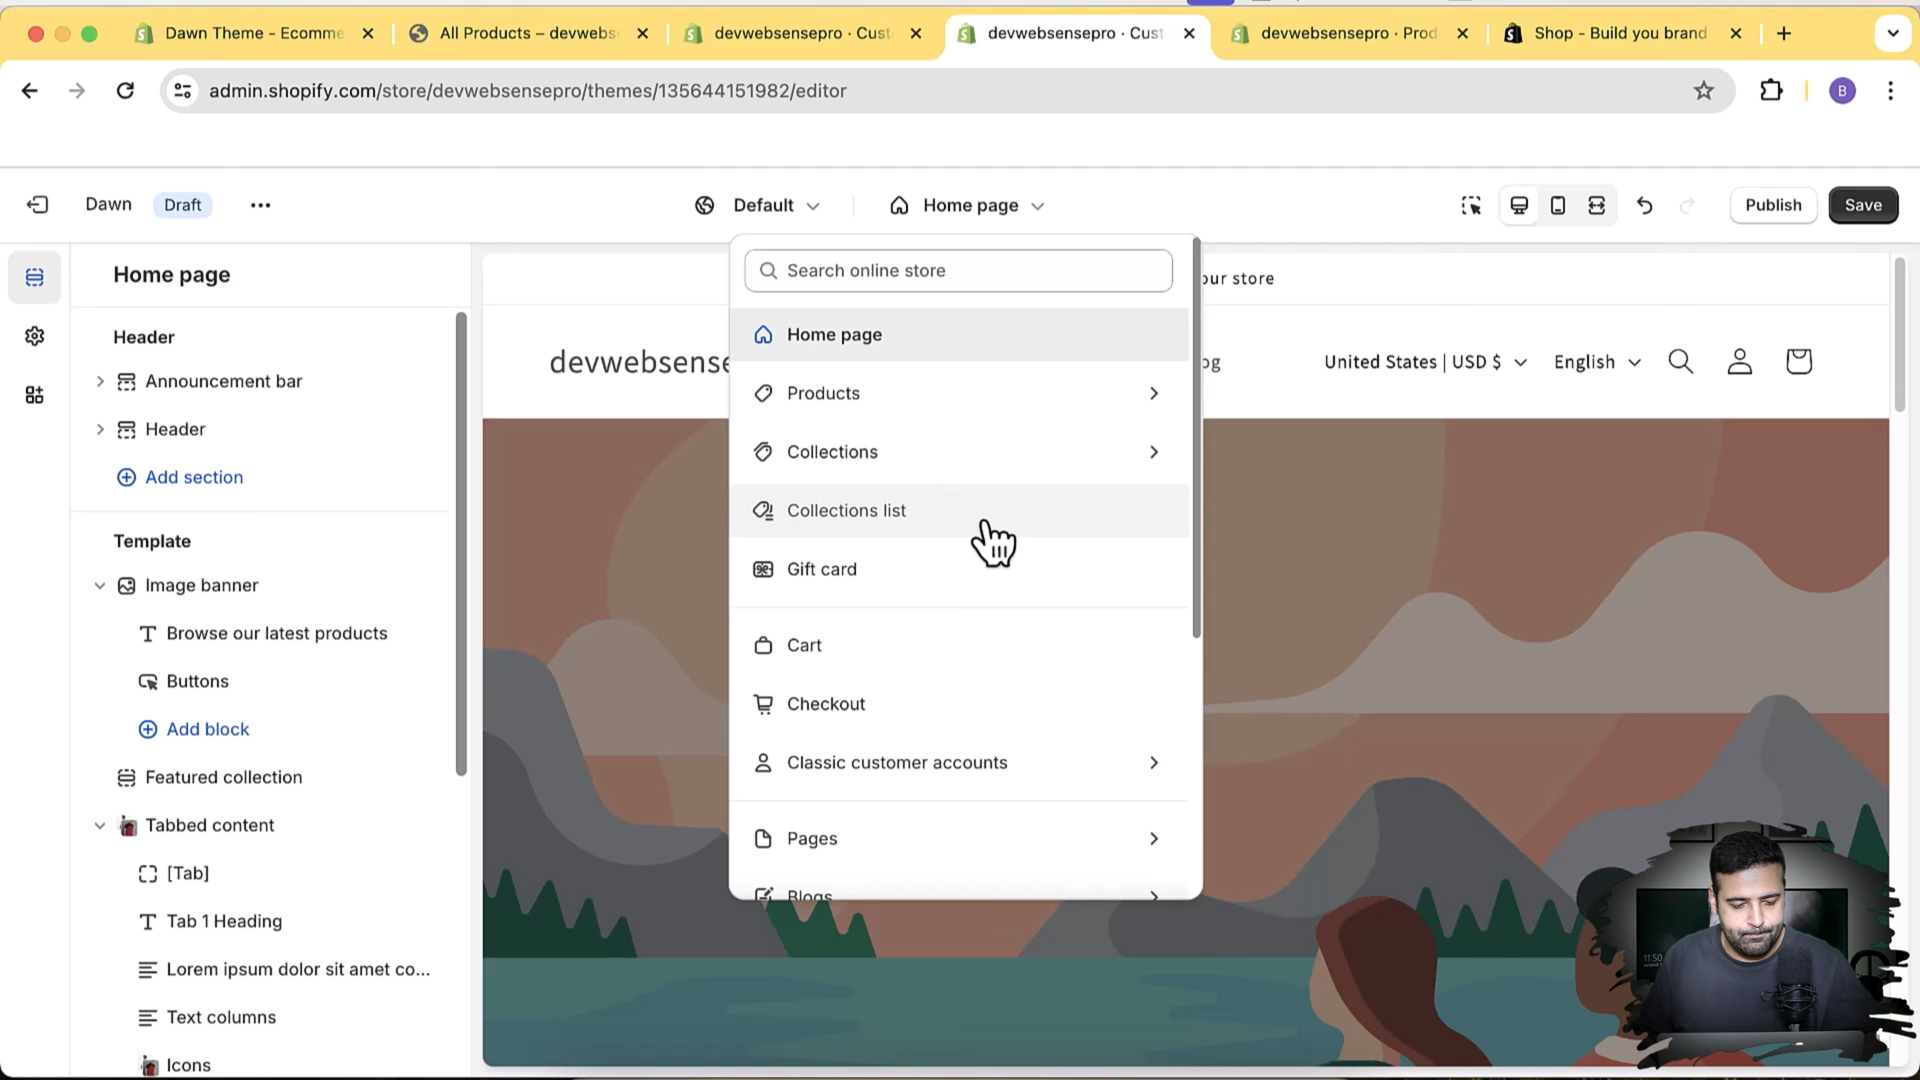 Dawn Theme - Ecomme
All Products – devwebs
devwebsensepro · Cust
devwebsensepro · Cust
devwebsensepro · Prod
Shop - Build you brand
admin.shopify.com/store/devwebsensepro/themes/135644151982/editor
B
Dawn
Draft
Default
Home page
Publish
Save
Home page
Header
Announcement bar
Header
Add section
Template
Image banner
Browse our latest products
Buttons
Add block
Featured collection
Tabbed content
[Tab]
Tab 1 Heading
Lorem ipsum dolor sit amet co...
Text columns
Icons
Search online store
Home page
Products
Collections
Collections list
Gift card
Cart
Checkout
Classic customer accounts
Pages
Blogs
our store
devwebsense
og
United States | USD $
English
11:50